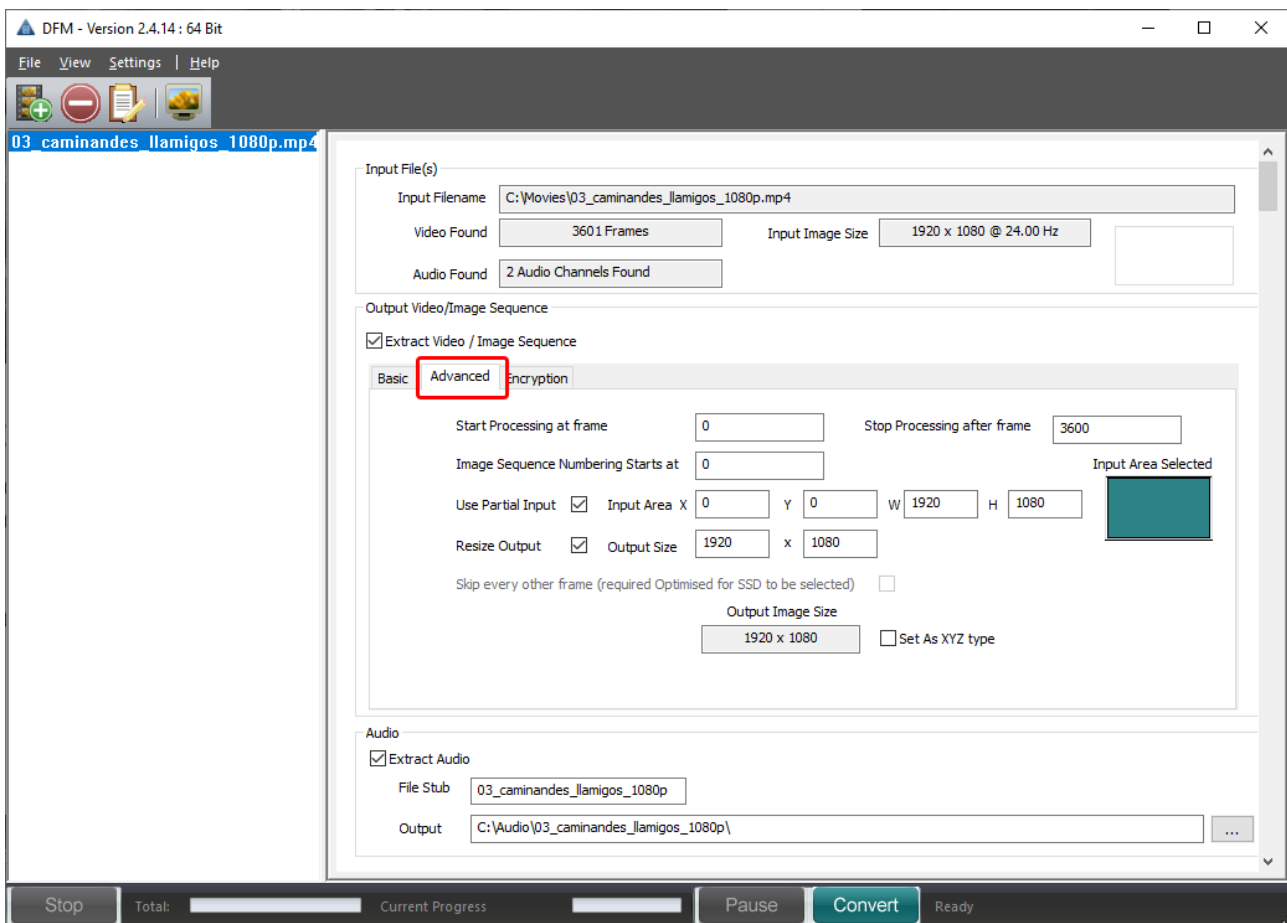 DFM - Version 2.4.14 : 64 Bit
File View Settings | Help
03_caminandes_llamigos_1080p.mp4
Input File(s)
Input Filename C:\Movies\03_caminandes_llamigos_1080p.mp4
Video Found 3601 Frames Input Image Size 1920 x 1080 @ 24.00 Hz
Audio Found 2 Audio Channels Found
Output Video/Image Sequence
Extract Video / Image Sequence
Basic Advanced Encryption
Start Processing at frame 0 Stop Processing after frame 3600
Image Sequence Numbering Starts at 0 Input Area Selected
Use Partial Input Input Area X 0 Y 0 W 1920 H 1080
Resize Output Output Size 1920 x 1080
Skip every other frame (required Optimised for SSD to be selected)
Output Image Size
1920 x 1080 Set As XYZ type
Audio
Extract Audio
File Stub 03_caminandes_llamigos_1080p
Output C:\Audio\03_caminandes_llamigos_1080p\ ...
Stop Total: Current Progress Pause Convert Ready